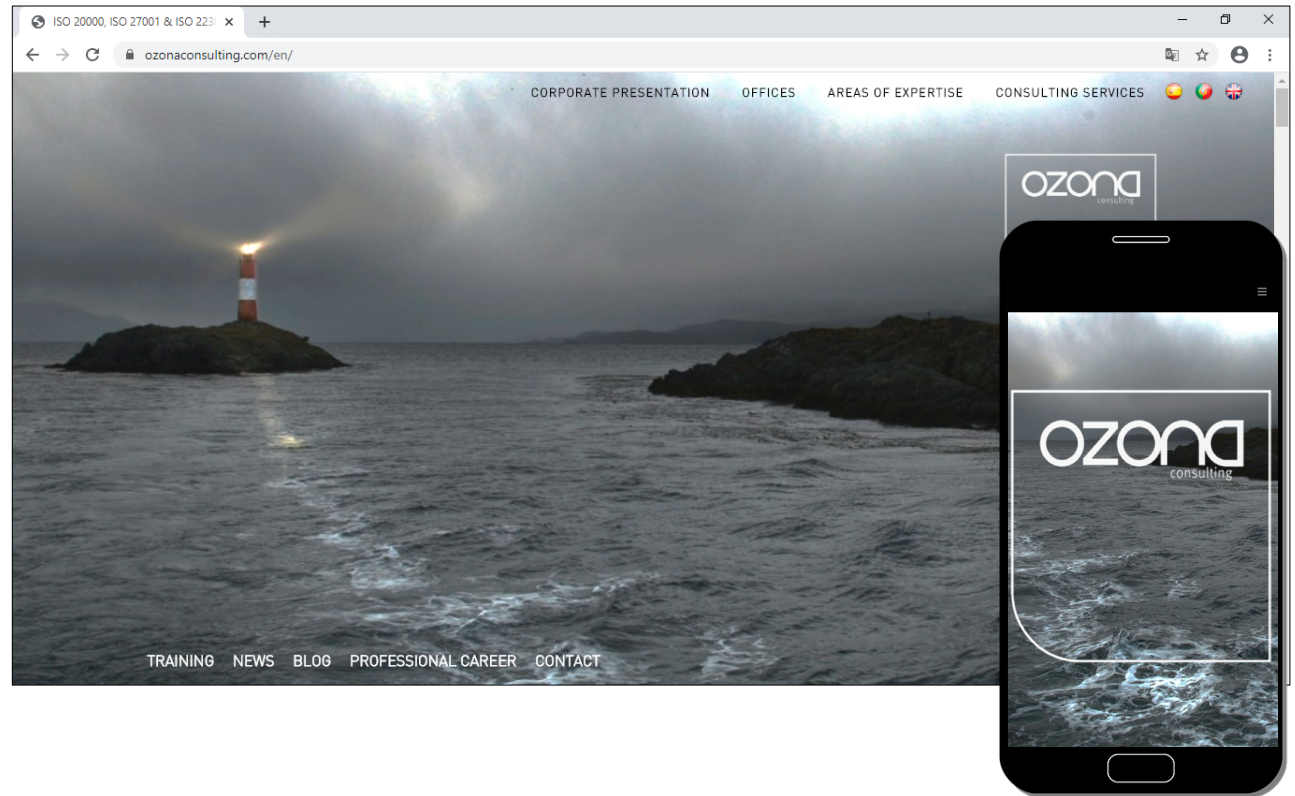 ISO 20000, ISO 27001 & ISO 223
ozonaconsulting.com/en/
CORPORATE PRESENTATION OFFICES AREAS OF EXPERTISE CONSULTING SERVICES
ozona
consulting
ozona
consulting
TRAINING NEWS BLOG PROFESSIONAL CAREER CONTACT